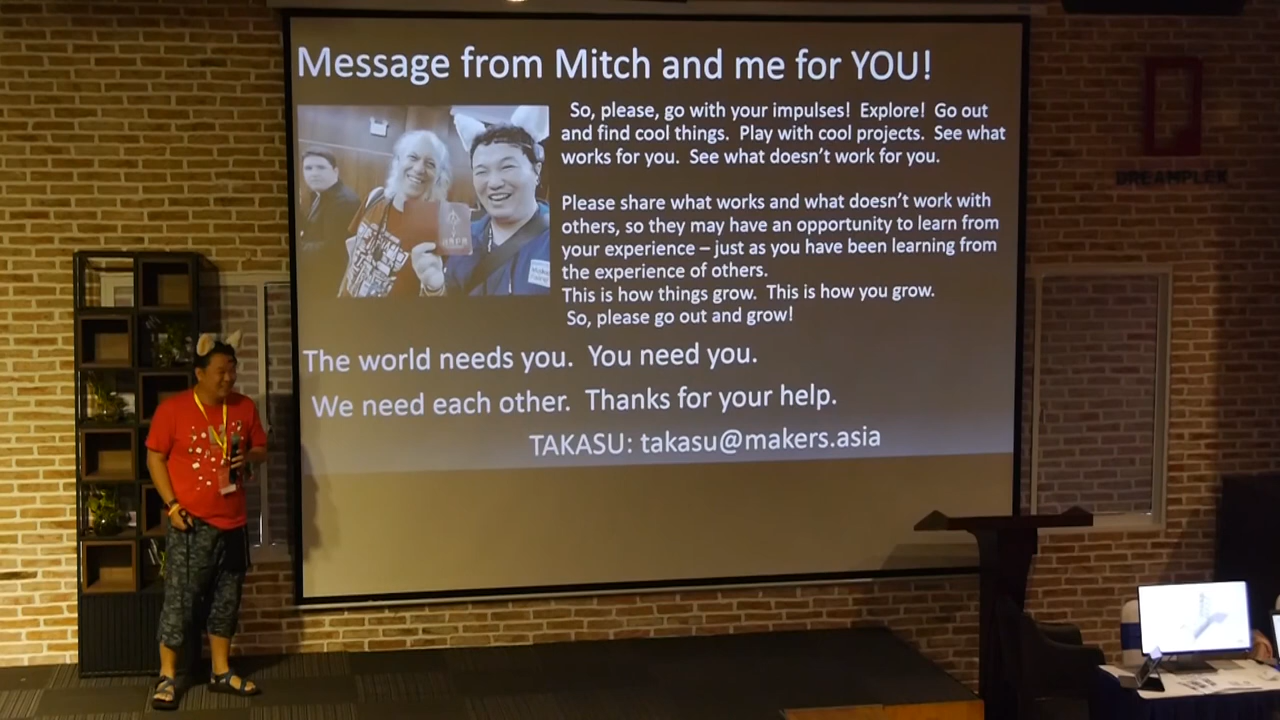 Message from Mitch and me for YOU!
So, please, go with your impulses!  Explore!  Go out
and find cool things.  Play with cool projects.  See what
works for you.  See what doesn't work for you.
Please share what works and what doesn't work with
others, so they may have an opportunity to learn from
your experience – just as you have been learning from
the experience of others.
This is how things grow.  This is how you grow.
So, please go out and grow!
The world needs you.  You need you.
We need each other.  Thanks for your help.
TAKASU: takasu@makers.asia
DREAMPLEX